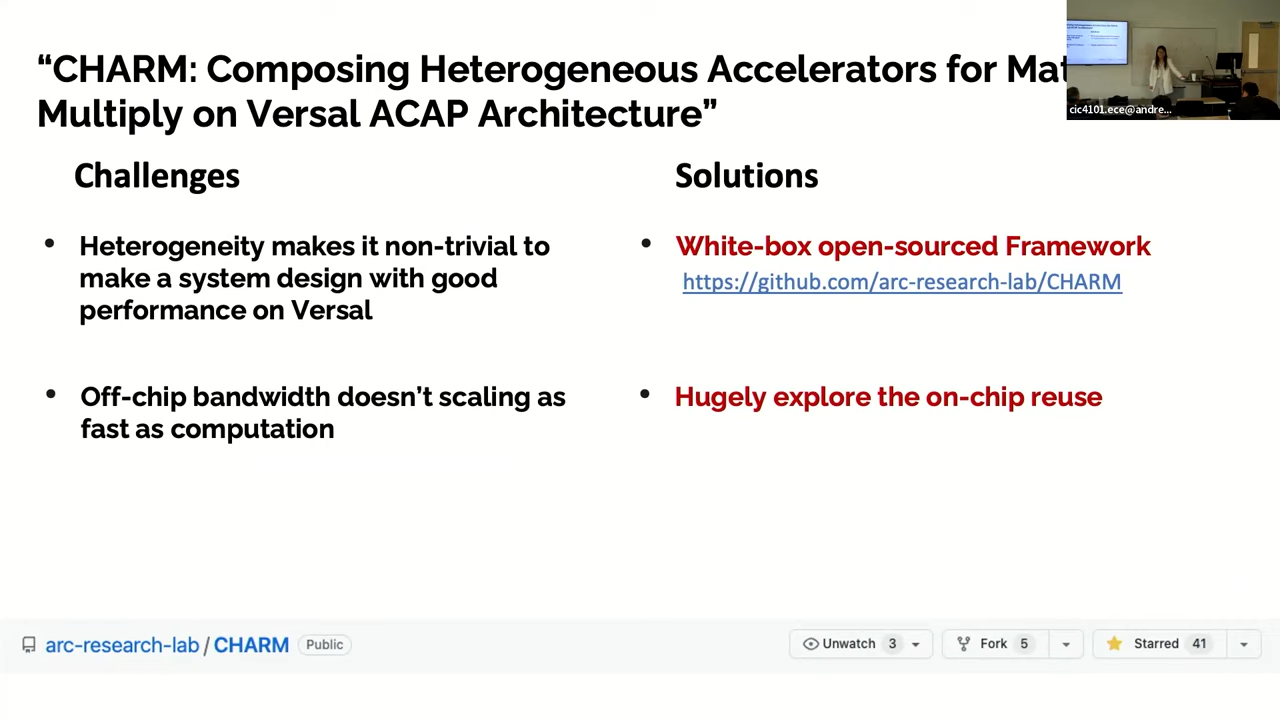 “CHARM: Composing Heterogeneous Accelerators for Mat
Multiply on Versal ACAP Architecture”
Challenges
• Heterogeneity makes it non-trivial to
make a system design with good
performance on Versal
• Off-chip bandwidth doesn’t scaling as
fast as computation
Solutions
• White-box open-sourced Framework
https://github.com/arc-research-lab/CHARM
• Hugely explore the on-chip reuse
cic4101.ece@andre...
arc-research-lab / CHARM Public
Unwatch 3 Fork 5 Starred 41